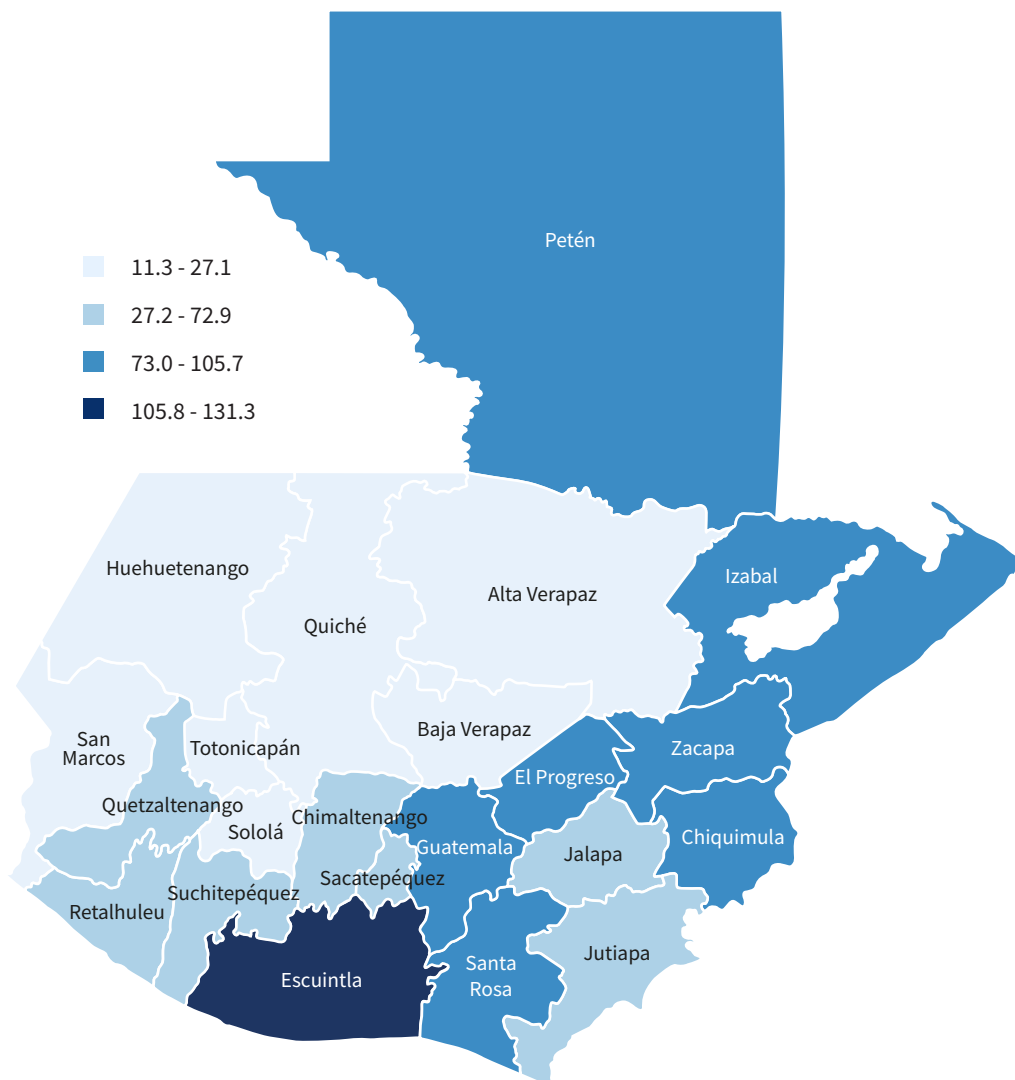 Petén
11.3 - 27.1
27.2 - 72.9
73.0 - 105.7
105.8 - 131.3
Huehuetenango
Izabal
Alta Verapaz
Quiché
Baja Verapaz
San
Marcos
Totonicapán
Zacapa
El Progreso
Quetzaltenango
Chimaltenango
Sololá
Guatemala
Chiquimula
Jalapa
Sacatepéquez
Suchitepéquez
Retalhuleu
Jutiapa
Santa
Rosa
Escuintla